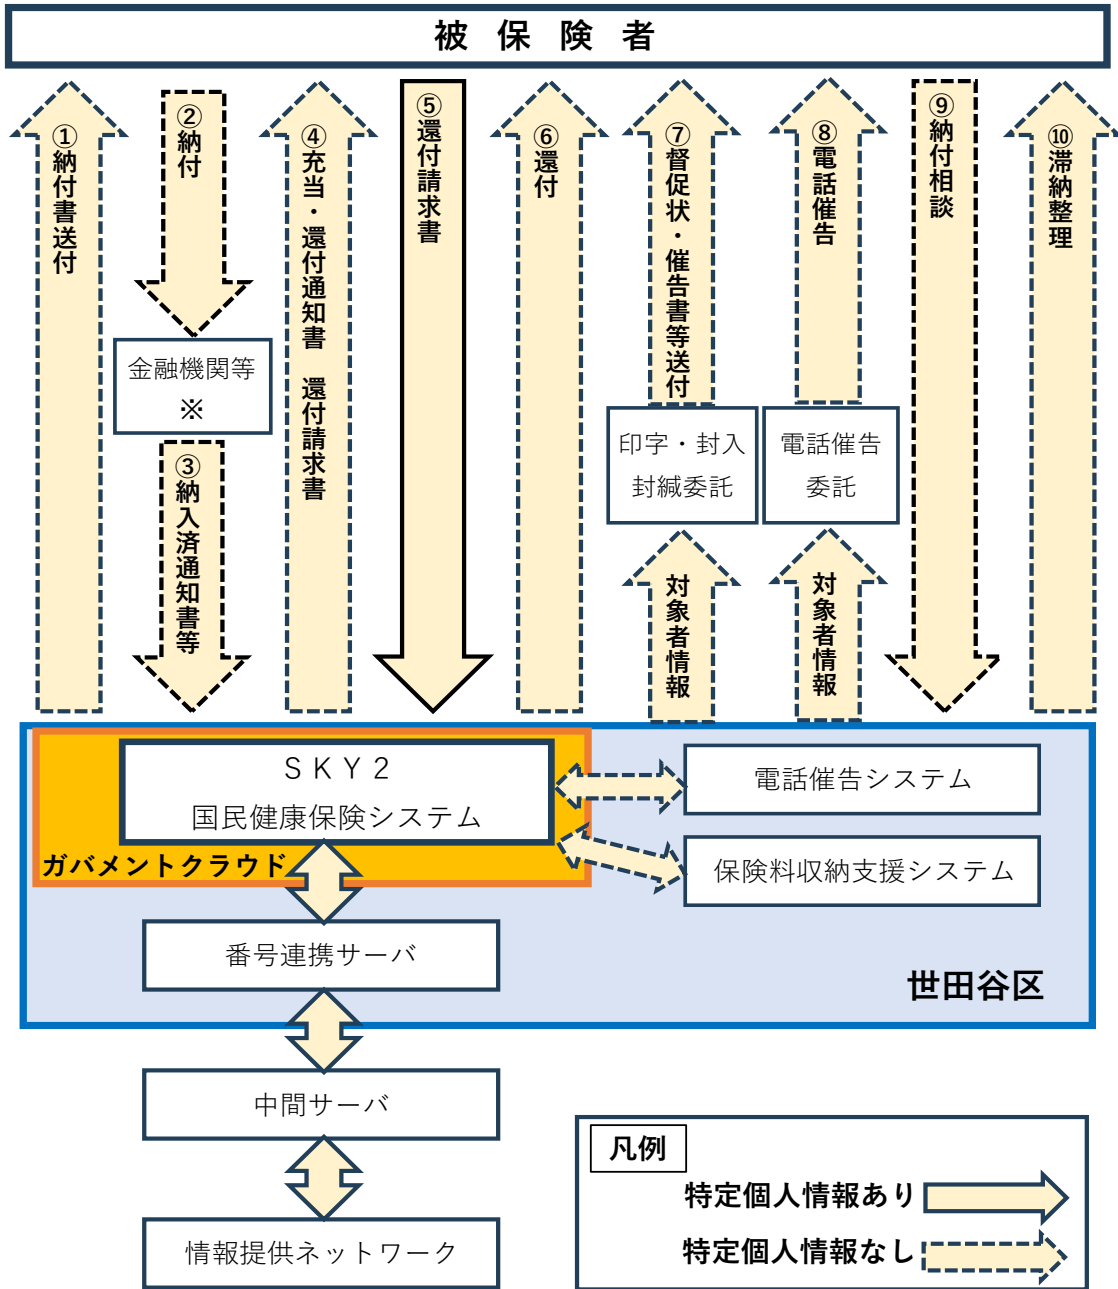 被 保 険 者
①納付書送付
②納付
金融機関等
※
③納入済通知書等
④充当・還付通知書 還付請求書
⑤還付請求書
⑥還付
⑦督促状・催告書等送付
印字・封入
封緘委託
対象者情報
⑧電話催告
電話催告
委託
対象者情報
⑨納付相談
⑩滞納整理
ＳＫＹ２
国民健康保険システム
ガバメントクラウド
電話催告システム
保険料収納支援システム
番号連携サーバ
世田谷区
中間サーバ
情報提供ネットワーク
凡例
特定個人情報あり
特定個人情報なし